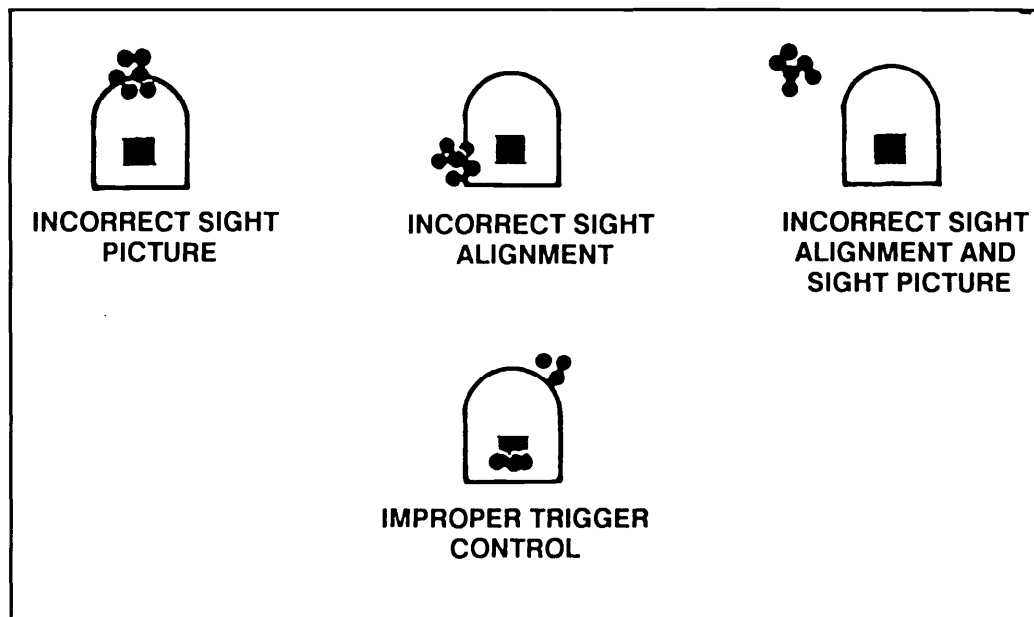 INCORRECT SIGHT
PICTURE
INCORRECT SIGHT
ALIGNMENT
INCORRECT SIGHT
ALIGNMENT AND
SIGHT PICTURE
IMPROPER TRIGGER
CONTROL